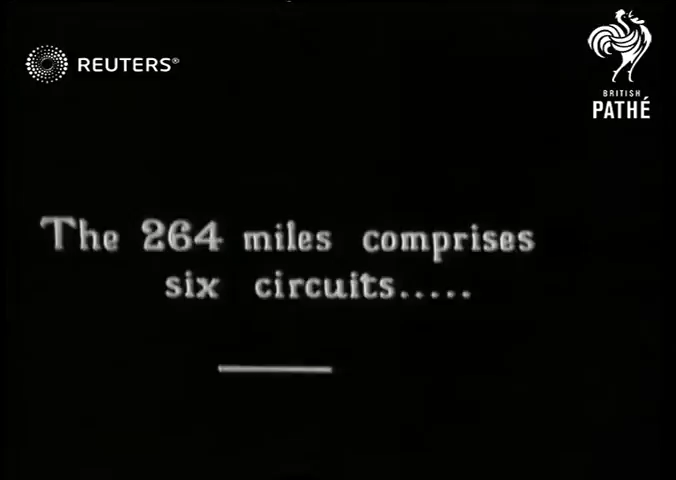 REUTERS®
BRITISH
PATHÉ
The 264 miles comprises
six circuits.....